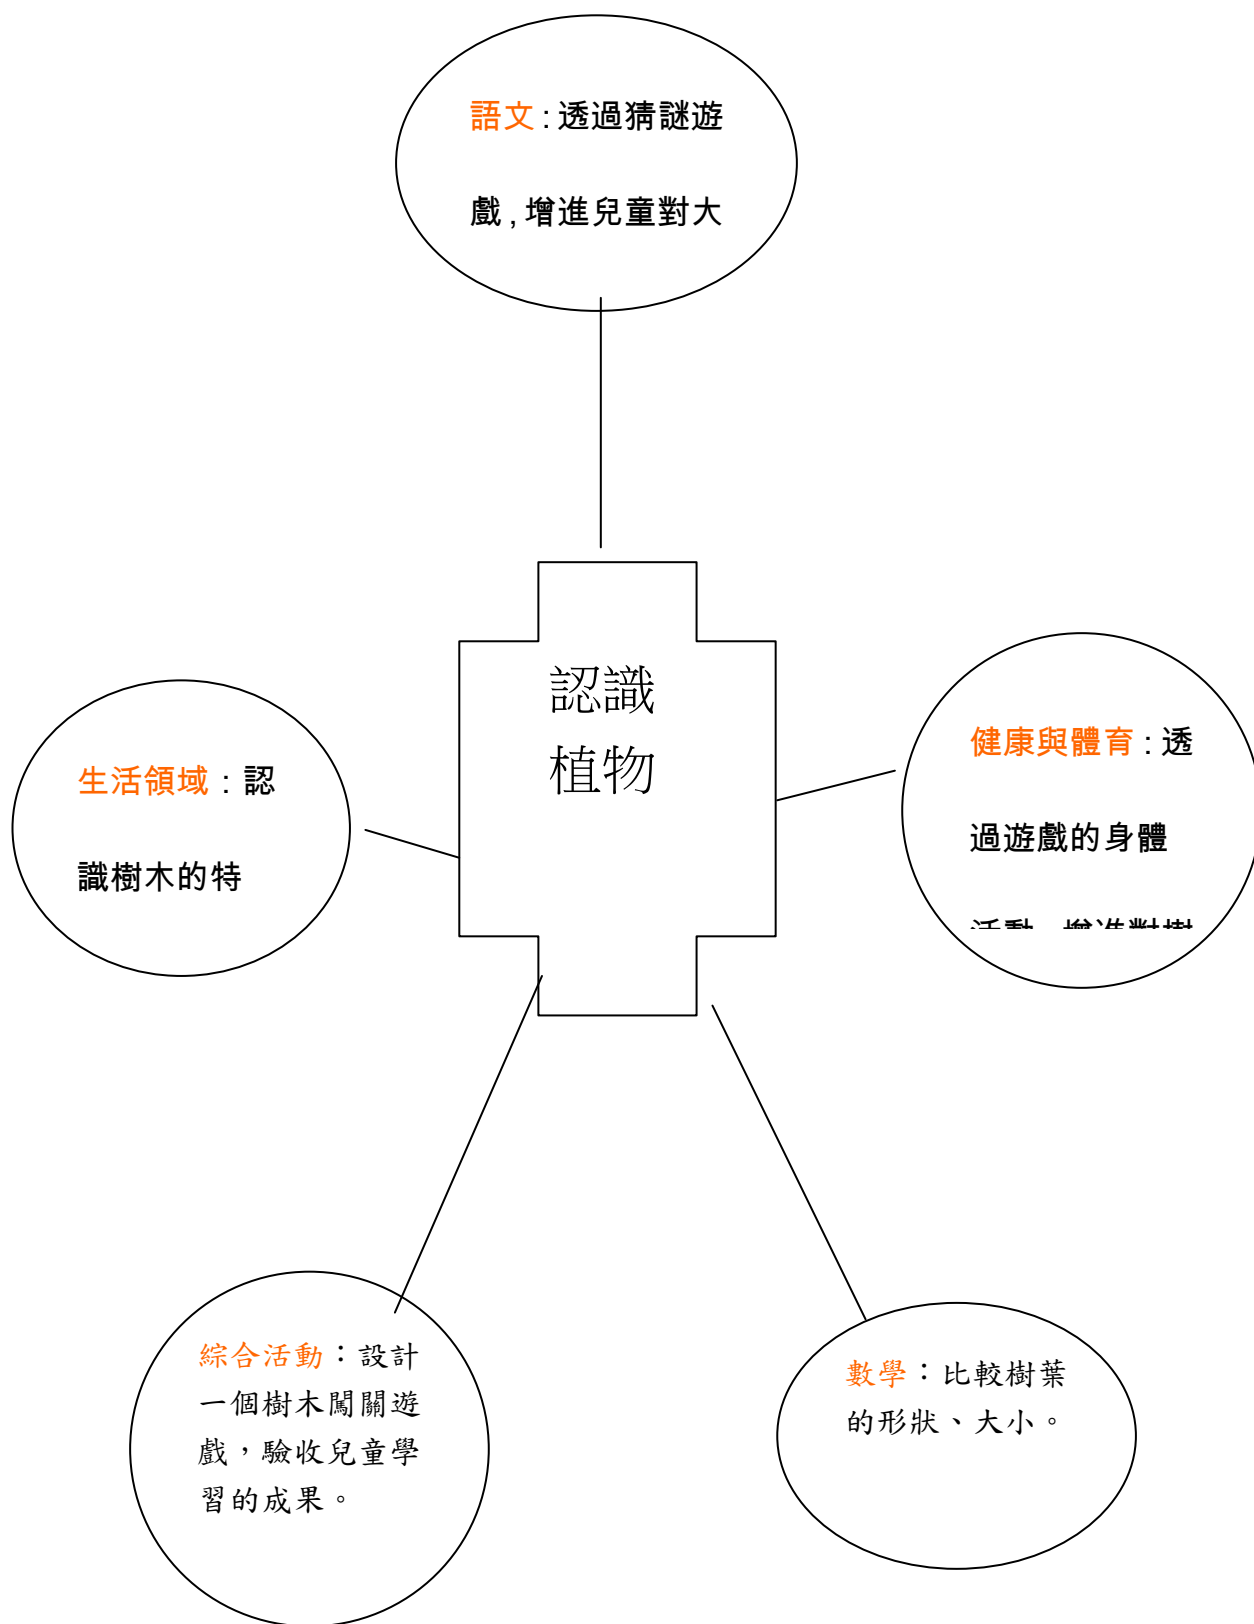 語文:透過猜謎遊
戲,增進兒童對大
認識
植物
生活領域：認
識樹木的特
健康與體育:透
過遊戲的身體
綜合活動：設計
一個樹木闖關遊
戲，驗收兒童學
習的成果。
數學：比較樹葉
的形狀、大小。